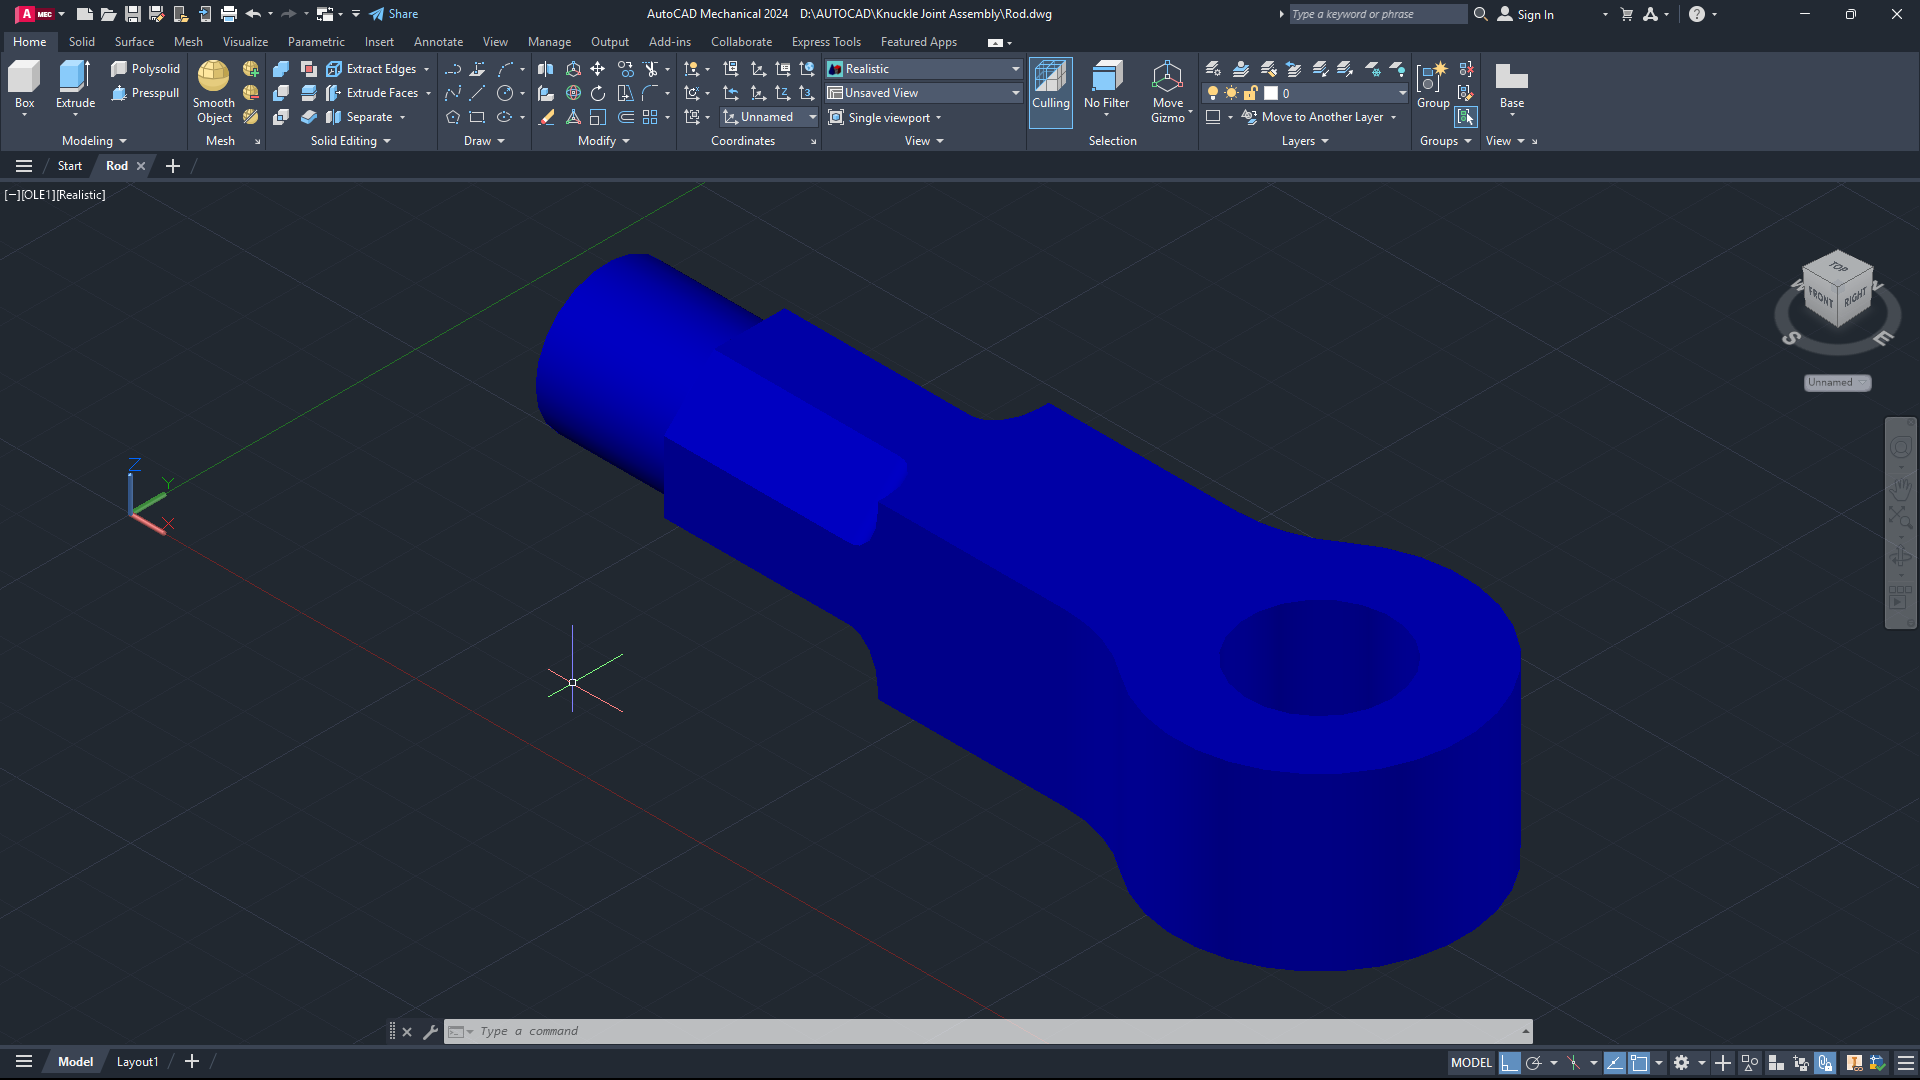 A MEC Share AutoCAD Mechanical 2024 D:\AUTOCAD\Knuckle Joint Assembly\Rod.dwg Type a keyword or phrase Sign In
Home Solid Surface Mesh Visualize Parametric Insert Annotate View Manage Output Add-ins Collaborate Express Tools Featured Apps
Polysolid Extract Edges Realistic
Presspull Extrude Faces Unsaved View 0
Box Extrude Smooth Object Separate Unnamed Single viewport Culling No Filter Move Gizmo Move to Another Layer Group Base
Modeling Mesh Solid Editing Draw Modify Coordinates View Selection Layers Groups View
Start Rod
[−][OLE1][Realistic]
TOP
W N
FRONT RIGHT
S E
Unnamed
Z
Y
X
Type a command
Model Layout1 MODEL